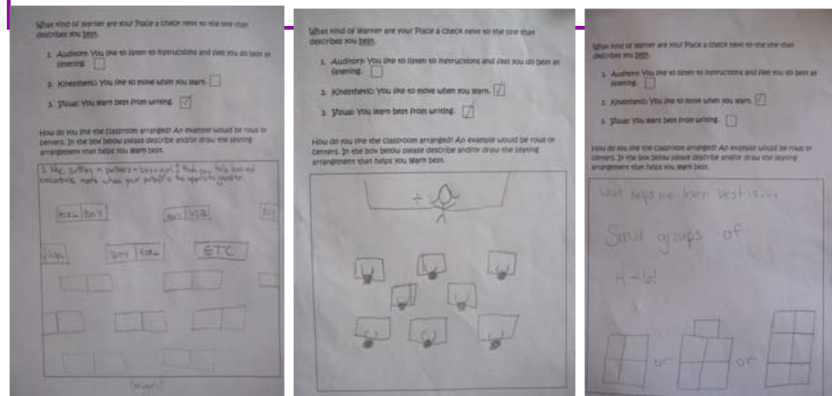 What kind of learner are you? Place a check next to the one that
describes you best.
1. Auditory: You like to listen to instructions and feel you do best at
listening.
2. Kinesthetic: You like to move when you learn.
3. Visual: You learn best from writing.
How do you like the classroom arranged? An example would be rows or
centers. In the box below please describe and/or draw the seating
arrangement that helps you learn best.
I like sitting in partners
your partner is the opposite gender.
BOY
ETC.
What kind of learner are you? Place a check next to the one that
describes you best.
1. Auditory: You like to listen to instructions and feel you do best at
listening.
2. Kinesthetic: You like to move when you learn.
3. Visual: You learn best from writing.
How do you like the classroom arranged? An example would be rows or
centers. In the box below please describe and/or draw the seating
arrangement that helps you learn best.
÷
What kind of learner are you? Place a check next to the one that
describes you best.
1. Auditory: You like to listen to instructions and feel you do best at
listening.
2. Kinesthetic: You like to move when you learn.
3. Visual: You learn best from writing.
How do you like the classroom arranged? An example would be rows or
centers. In the box below please describe and/or draw the seating
arrangement that helps you learn best.
What helps me learn best is...
Small groups of
4-6!
or or